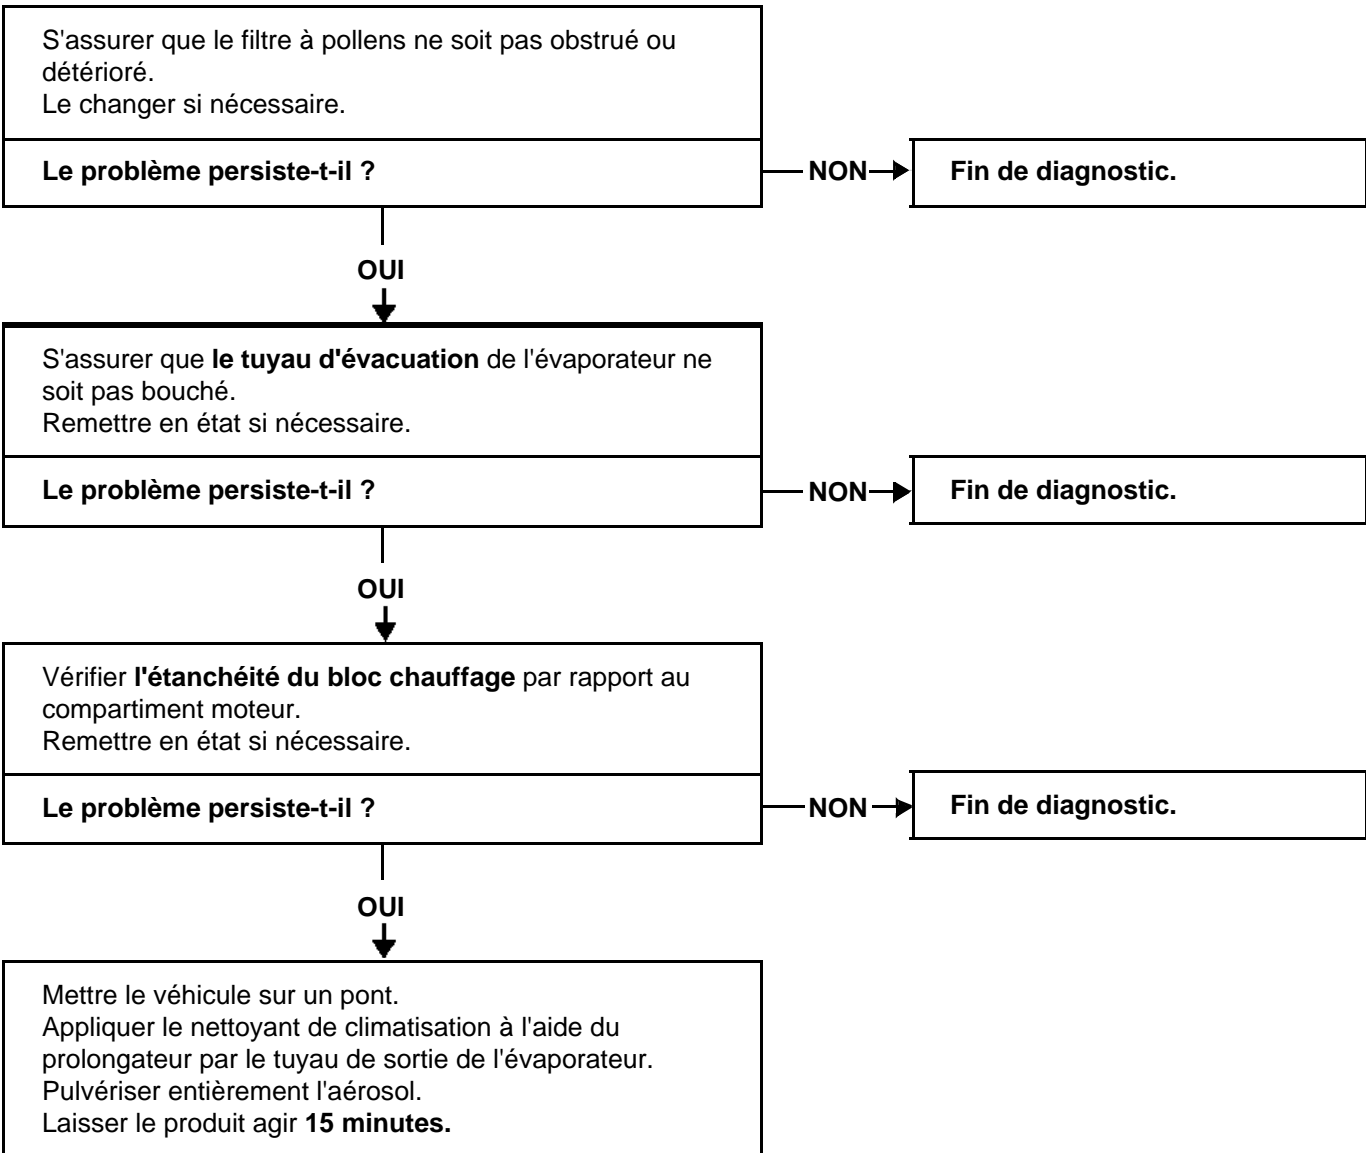 S'assurer que le filtre à pollens ne soit pas obstrué ou
détérioré.
Le changer si nécessaire.
Le problème persiste-t-il ?
NON
Fin de diagnostic.
OUI
S'assurer que le tuyau d'évacuation de l'évaporateur ne
soit pas bouché.
Remettre en état si nécessaire.
Le problème persiste-t-il ?
NON
Fin de diagnostic.
OUI
Vérifier l'étanchéité du bloc chauffage par rapport au
compartiment moteur.
Remettre en état si nécessaire.
Le problème persiste-t-il ?
NON
Fin de diagnostic.
OUI
Mettre le véhicule sur un pont.
Appliquer le nettoyant de climatisation à l'aide du
prolongateur par le tuyau de sortie de l'évaporateur.
Pulvériser entièrement l'aérosol.
Laisser le produit agir 15 minutes.